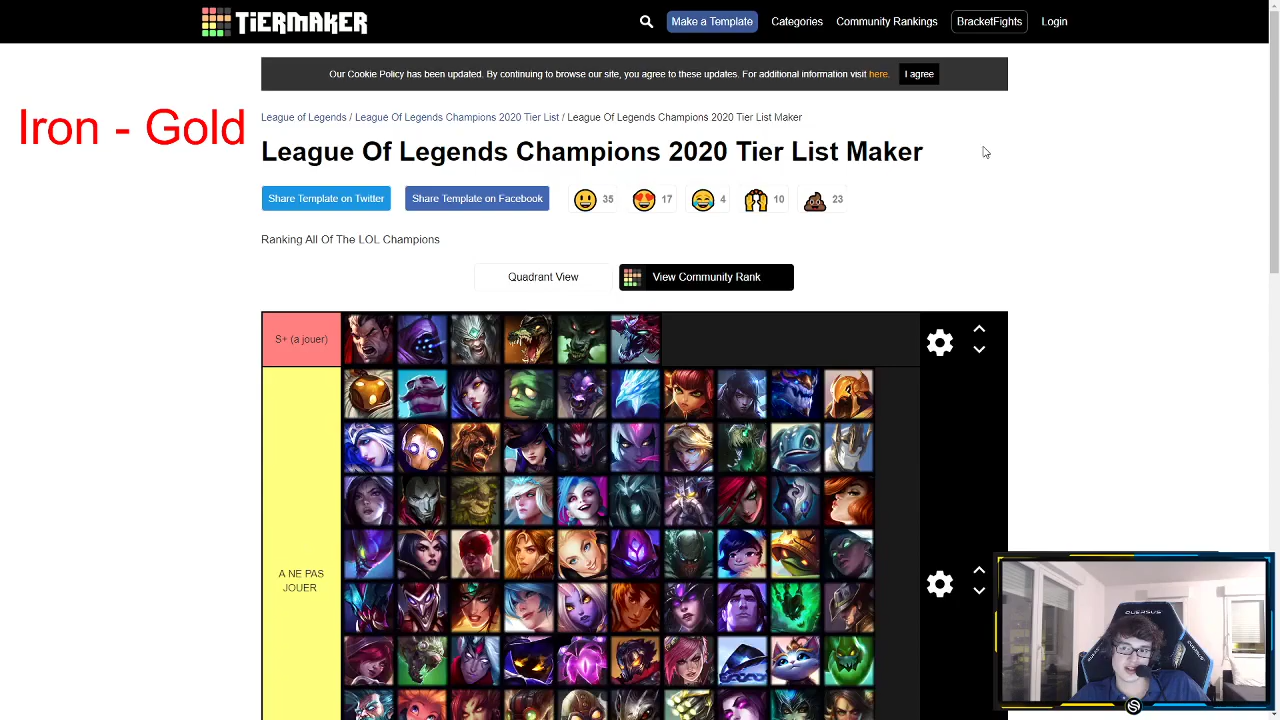 TiERMAKER
Make a Template
Categories
Community Rankings
BracketFights
Login
Our Cookie Policy has been updated. By continuing to browse our site, you agree to these updates. For additional information visit here.
I agree
Iron - Gold
League of Legends / League Of Legends Champions 2020 Tier List / League Of Legends Champions 2020 Tier List Maker
League Of Legends Champions 2020 Tier List Maker
Share Template on Twitter
Share Template on Facebook
35
17
4
10
23
Ranking All Of The LOL Champions
Quadrant View
View Community Rank
S+ (a jouer)
A NE PAS
JOUER
QUERSUS